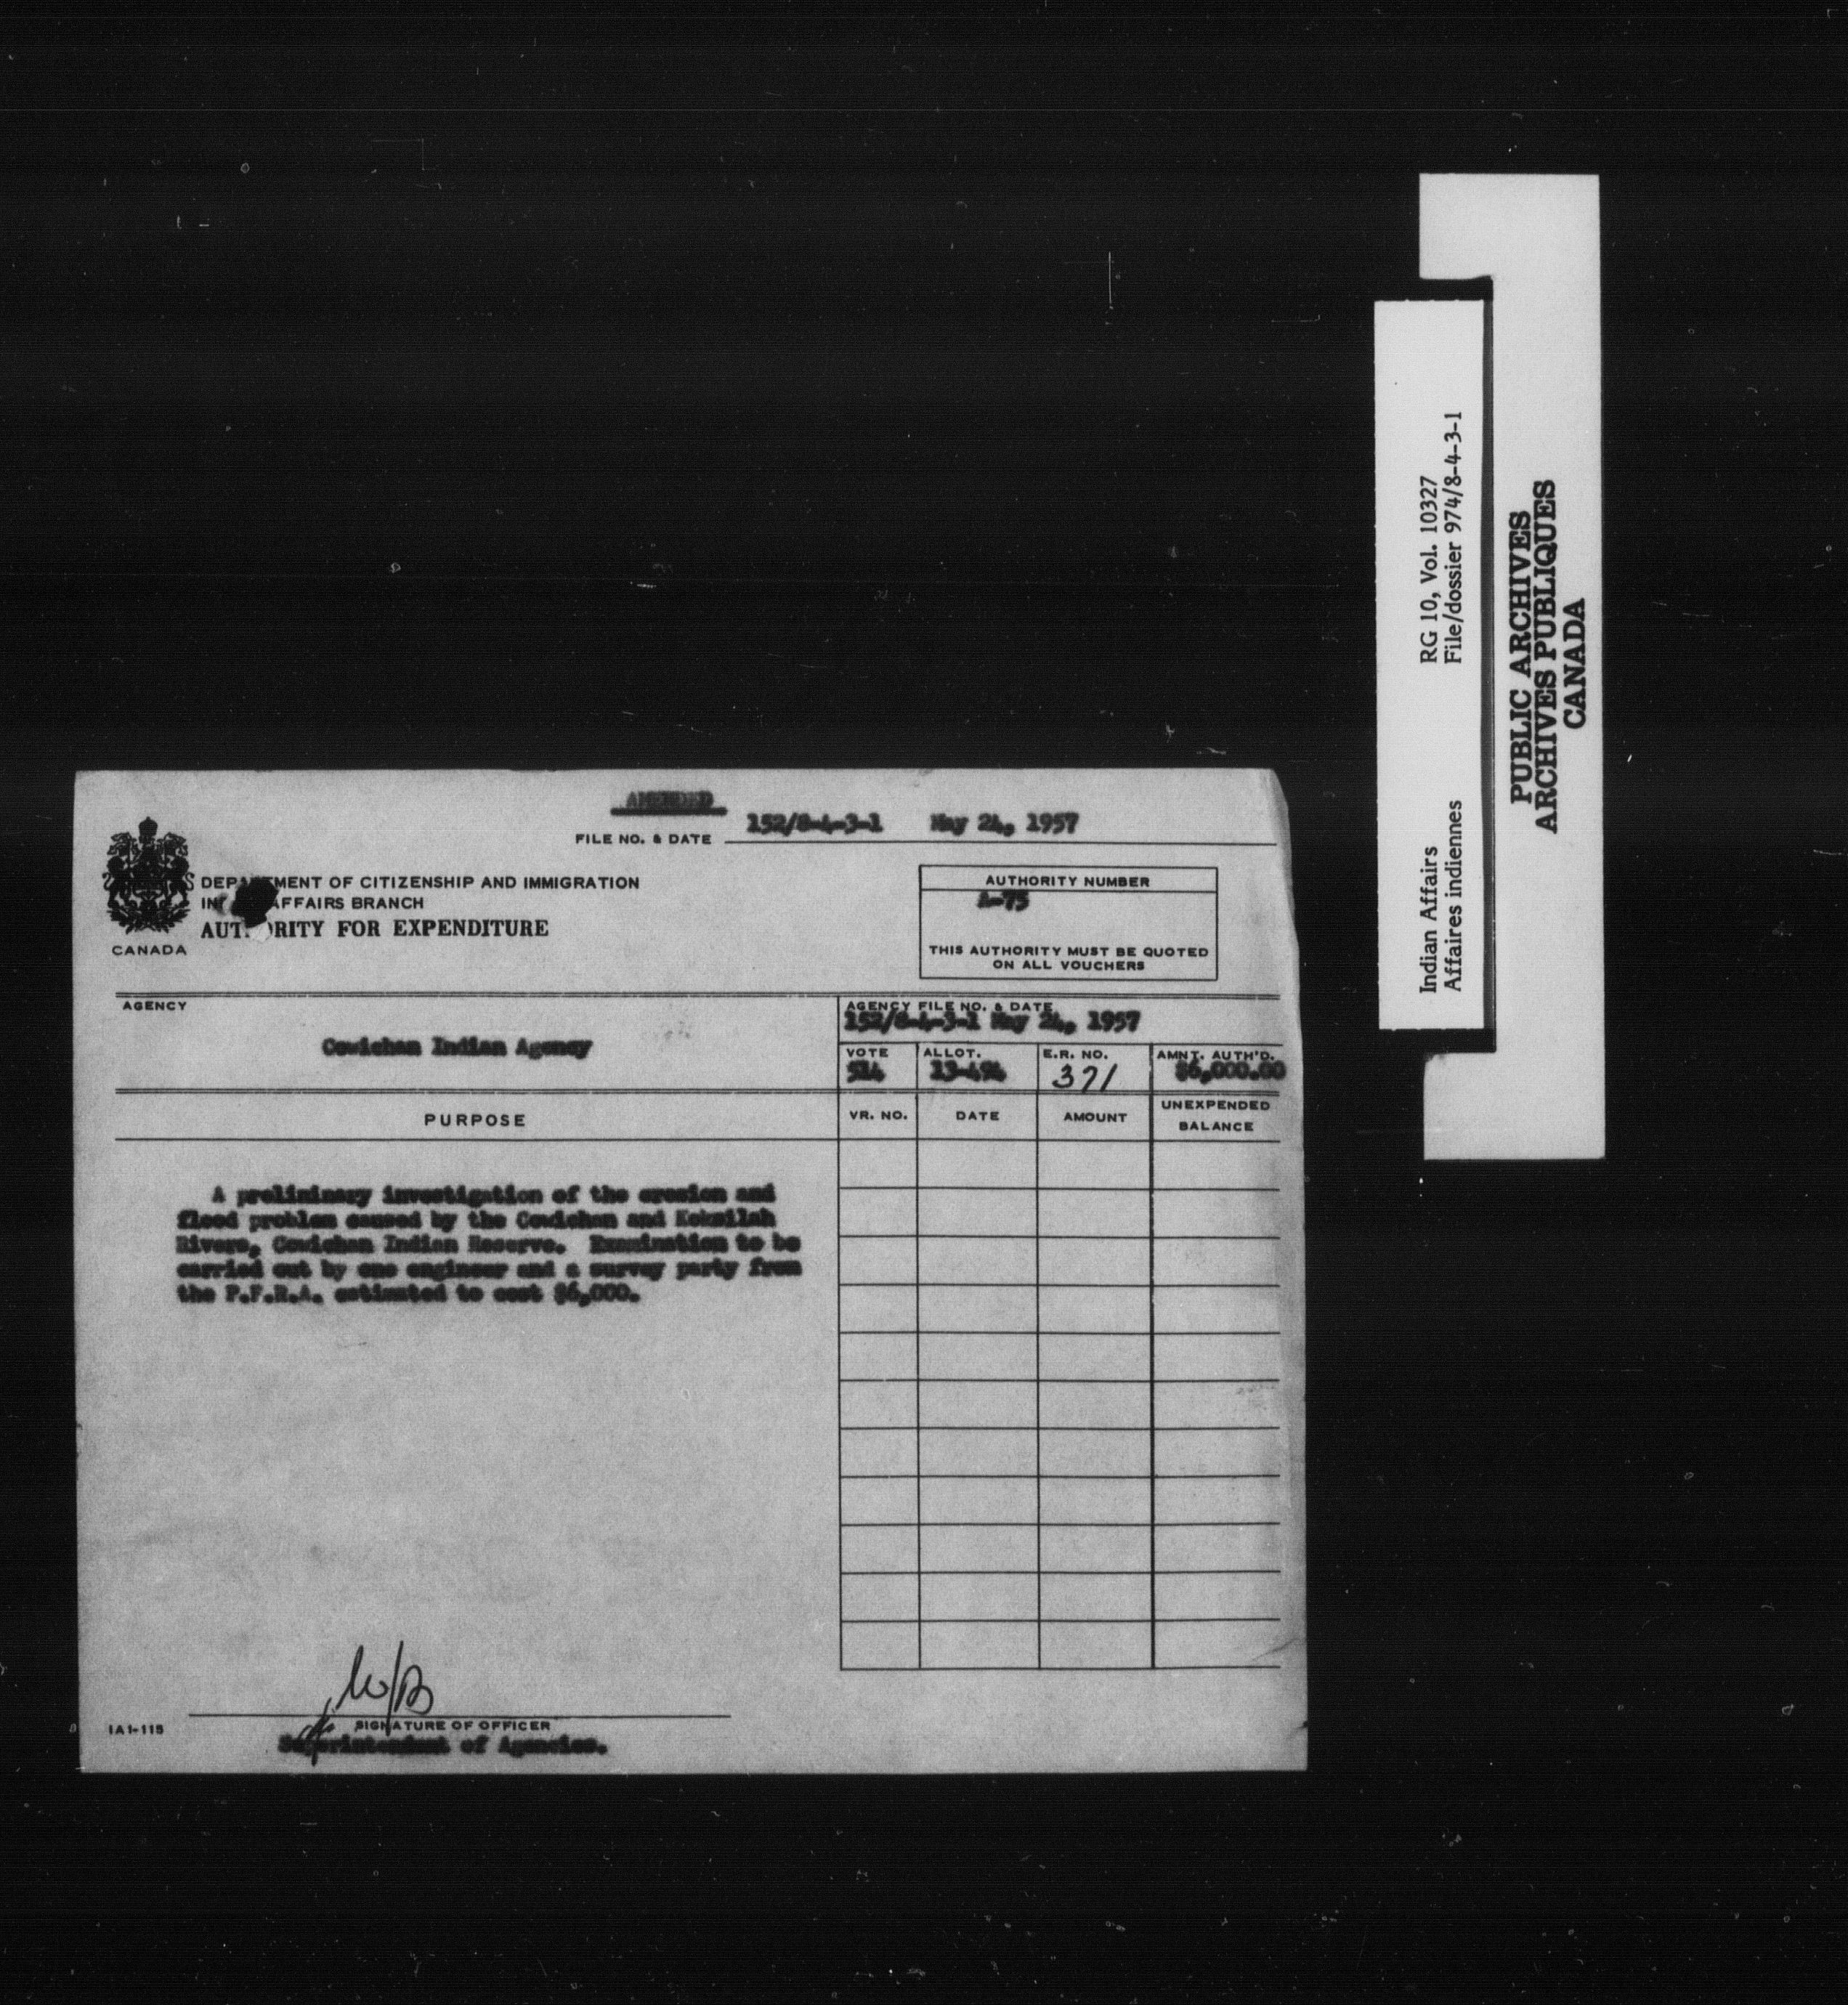 AMENDED
FILE NO. & DATE 152/8-4-3-1 May 24, 1957
DEPARTMENT OF CITIZENSHIP AND IMMIGRATION
AFFAIRS BRANCH
AUTHORITY FOR EXPENDITURE
CANADA
AUTHORITY NUMBER
A-75
THIS AUTHORITY MUST BE QUOTED
ON ALL VOUCHERS
AGENCY
Cowichan Indian Agency
AGENCY FILE NO. & DATE
152/8-4-3-1 May 24, 1957
VOTE ALLOT. E.R. NO. AMNT. AUTH'D.
514 13-494 371 $6,000.00
PURPOSE
VR. NO. DATE AMOUNT UNEXPENDED
BALANCE
A preliminary investigation of the erosion and
flood problem caused by the Cowichan and Koksilah
Rivers, Cowichan Indian Reserve. Examination to be
carried out by one engineer and a survey party from
the P.F.R.A. estimated to cost $6,000.
SIGNATURE OF OFFICER
Superintendent of Agencies.
IA1-115
Indian Affairs RG 10, Vol. 10327
Affaires indiennes File/dossier 974/8-4-3-1
PUBLIC ARCHIVES
ARCHIVES PUBLIQUES
CANADA